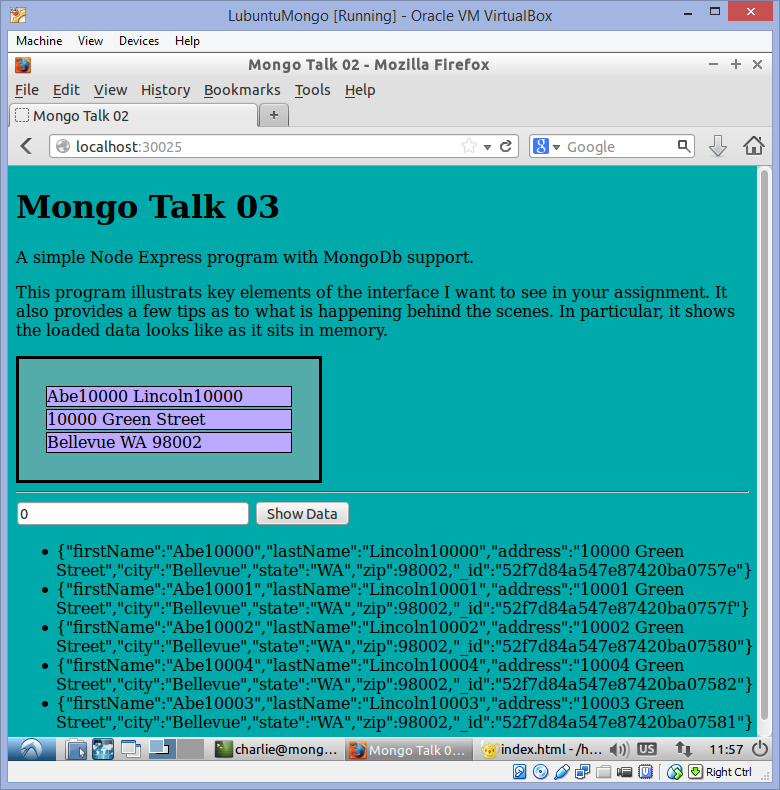 LubuntuMongo [Running] - Oracle VM VirtualBox
Machine View Devices Help
Mongo Talk 02 - Mozilla Firefox
File Edit View History Bookmarks Tools Help
Mongo Talk 02
localhost:30025 Google
Mongo Talk 03
A simple Node Express program with MongoDb support.
This program illustrats key elements of the interface I want to see in your assignment. It
also provides a few tips as to what is happening behind the scenes. In particular, it shows
the loaded data looks like as it sits in memory.
Abe10000 Lincoln10000
10000 Green Street
Bellevue WA 98002
0 Show Data
• {"firstName":"Abe10000","lastName":"Lincoln10000","address":"10000 Green
Street","city":"Bellevue","state":"WA","zip":98002,"_id":"52f7d84a547e87420ba0757e"}
• {"firstName":"Abe10001","lastName":"Lincoln10001","address":"10001 Green
Street","city":"Bellevue","state":"WA","zip":98002,"_id":"52f7d84a547e87420ba0757f"}
• {"firstName":"Abe10002","lastName":"Lincoln10002","address":"10002 Green
Street","city":"Bellevue","state":"WA","zip":98002,"_id":"52f7d84a547e87420ba07580"}
• {"firstName":"Abe10004","lastName":"Lincoln10004","address":"10004 Green
Street","city":"Bellevue","state":"WA","zip":98002,"_id":"52f7d84a547e87420ba07582"}
• {"firstName":"Abe10003","lastName":"Lincoln10003","address":"10003 Green
Street","city":"Bellevue","state":"WA","zip":98002,"_id":"52f7d84a547e87420ba07581"}
charlie@mong... Mongo Talk 0... index.html - /h... US 11:57
Right Ctrl